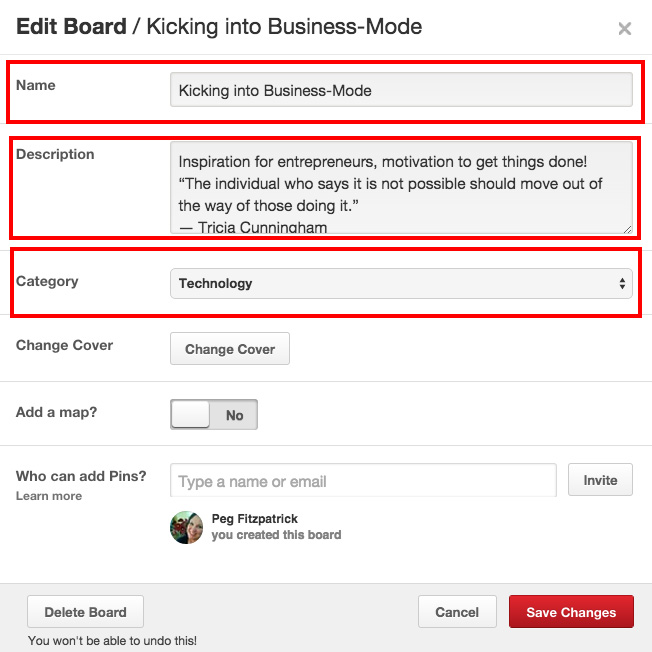 Edit Board / Kicking into Business-Mode
Name
Kicking into Business-Mode
Description
Inspiration for entrepreneurs, motivation to get things done!
“The individual who says it is not possible should move out of
the way of those doing it.”
— Tricia Cunningham
Category
Technology
Change Cover
Change Cover
Add a map?
No
Who can add Pins?
Learn more
Type a name or email
Invite
Peg Fitzpatrick
you created this board
Delete Board
Cancel
Save Changes
You won't be able to undo this!